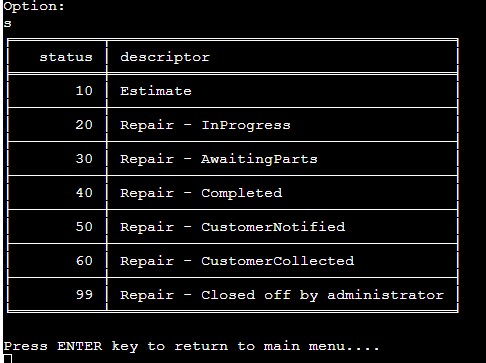 Option:
s
status descriptor
10 Estimate
20 Repair - InProgress
30 Repair - AwaitingParts
40 Repair - Completed
50 Repair - CustomerNotified
60 Repair - CustomerCollected
99 Repair - Closed off by administrator
Press ENTER key to return to main menu....